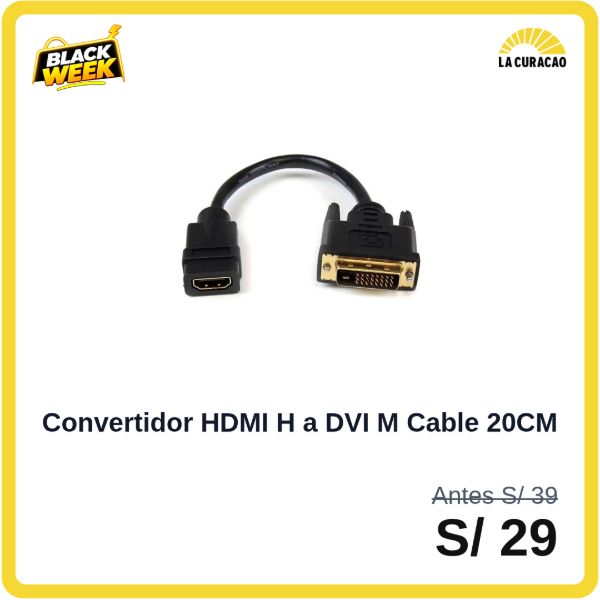 BLACK
WEEK
LA CURACAO
Convertidor HDMI H a DVI M Cable 20CM
Antes S/ 39
S/ 29